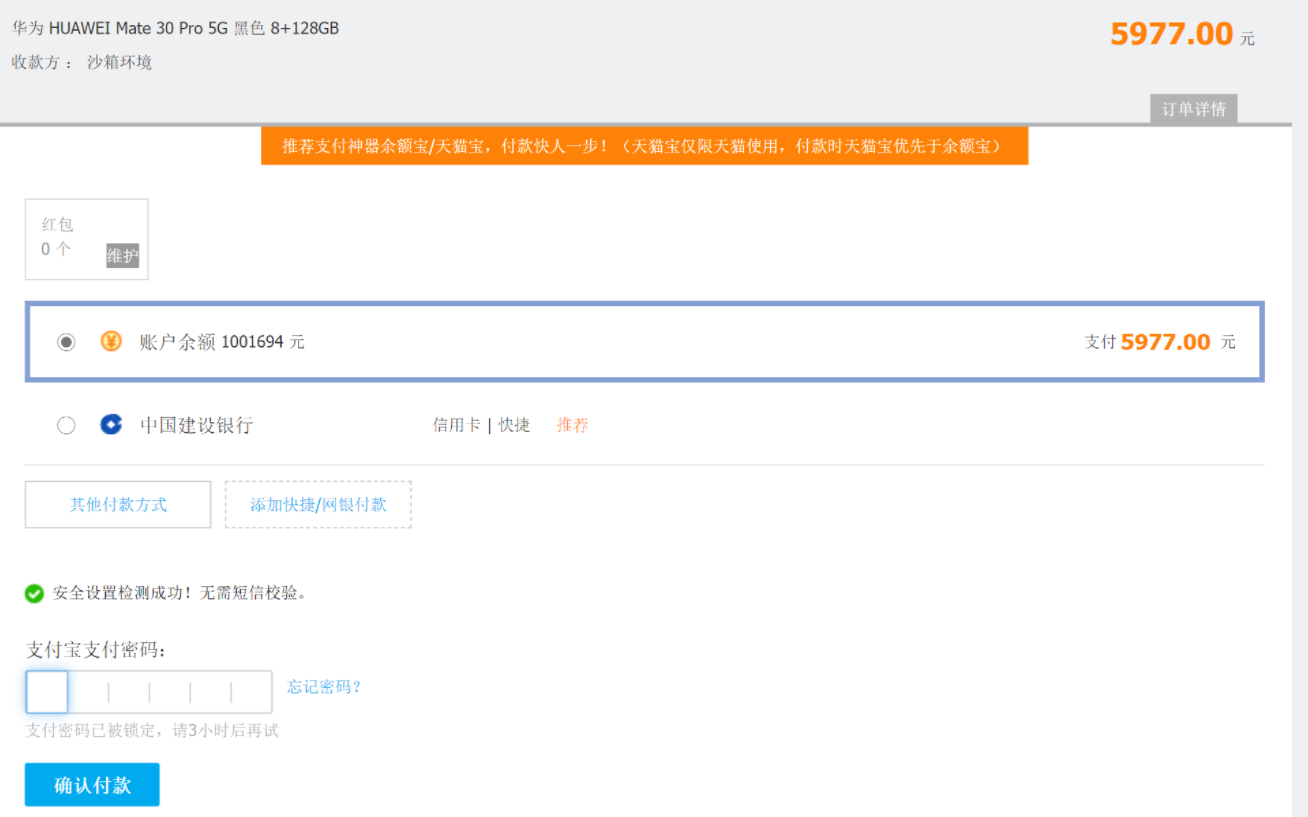 华为 HUAWEI Mate 30 Pro 5G 黑色 8+128GB
5977.00 元
收款方 ： 沙箱环境
订单详情
推荐支付神器余额宝/天猫宝，付款快人一步！（天猫宝仅限天猫使用，付款时天猫宝优先于余额宝）
红包
0 个
维护
¥ 账户余额 1001694 元 支付 5977.00 元
中国建设银行 信用卡 | 快捷 推荐
其他付款方式 添加快捷/网银付款
安全设置检测成功！无需短信校验。
支付宝支付密码：
忘记密码？
支付密码已被锁定，请3小时后再试
确认付款